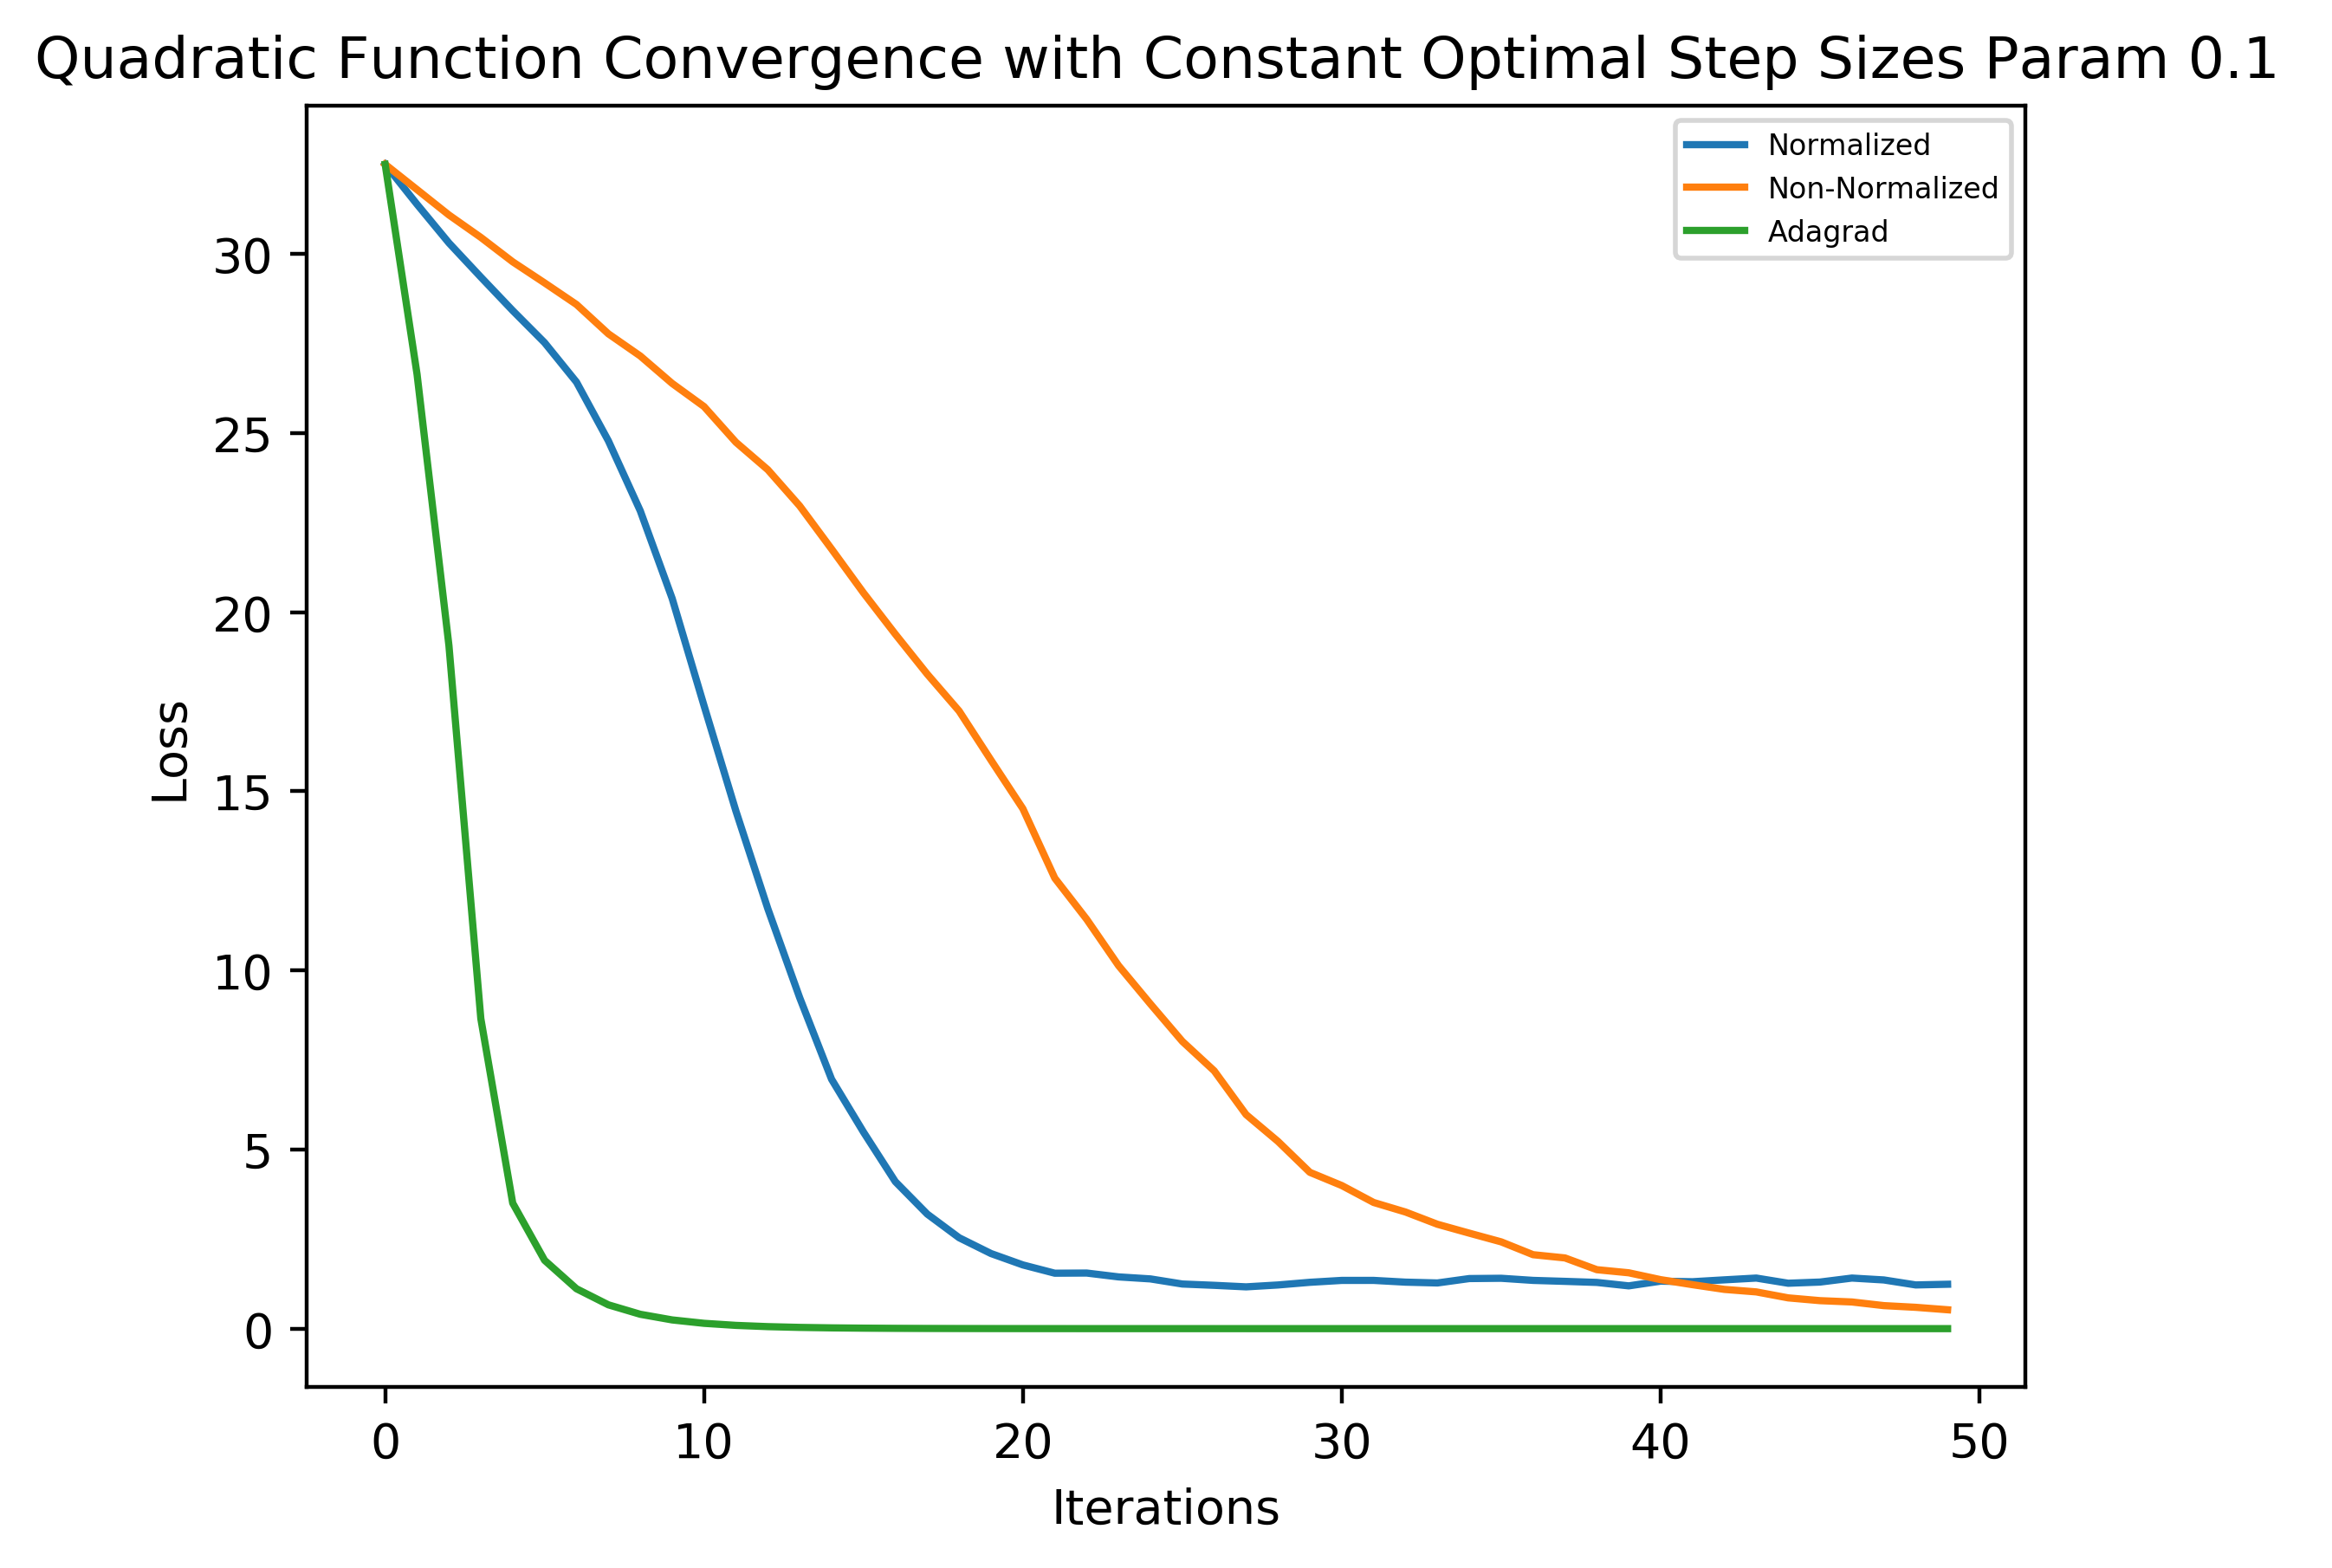 Quadratic Function Convergence with Constant Optimal Step Sizes Param 0.1
Normalized
Non-Normalized
Adagrad
30
25
20
15
10
5
0
Loss
0 10 20 30 40 50
Iterations